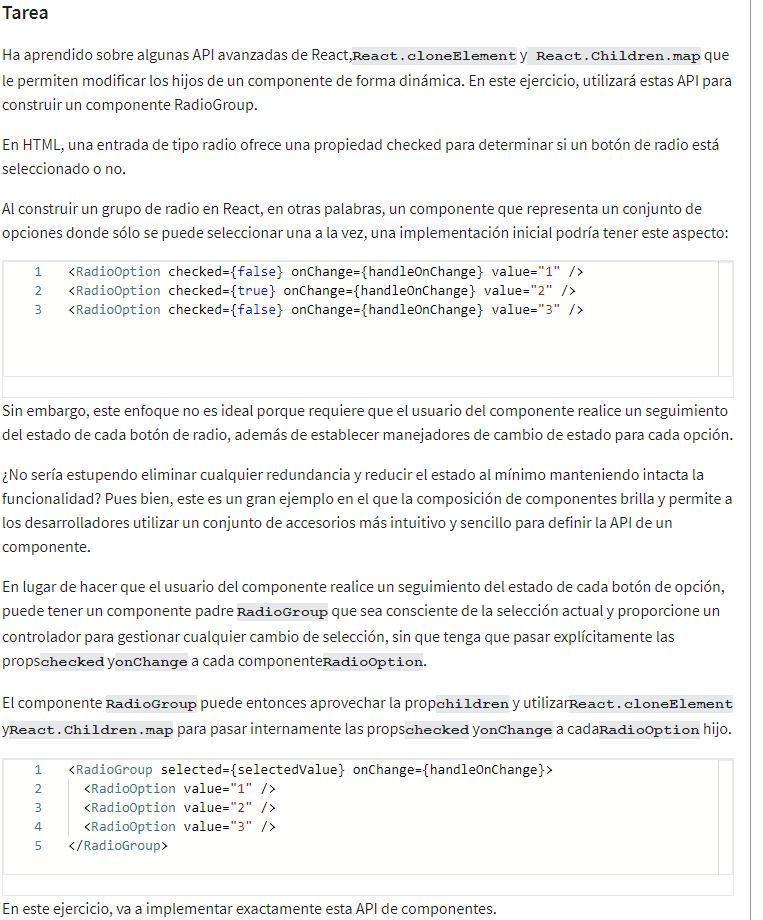 Tarea
Ha aprendido sobre algunas API avanzadas de React,React.cloneElement y React.Children.map que
le permiten modificar los hijos de un componente de forma dinámica. En este ejercicio, utilizará estas API para
construir un componente RadioGroup.
En HTML, una entrada de tipo radio ofrece una propiedad checked para determinar si un botón de radio está
seleccionado o no.
Al construir un grupo de radio en React, en otras palabras, un componente que representa un conjunto de
opciones donde sólo se puede seleccionar una a la vez, una implementación inicial podría tener este aspecto:
1 <RadioOption checked={false} onChange={handleOnChange} value="1" />
2 <RadioOption checked={true} onChange={handleOnChange} value="2" />
3 <RadioOption checked={false} onChange={handleOnChange} value="3" />
Sin embargo, este enfoque no es ideal porque requiere que el usuario del componente realice un seguimiento
del estado de cada botón de radio, además de establecer manejadores de cambio de estado para cada opción.
¿No sería estupendo eliminar cualquier redundancia y reducir el estado al mínimo manteniendo intacta la
funcionalidad? Pues bien, este es un gran ejemplo en el que la composición de componentes brilla y permite a
los desarrolladores utilizar un conjunto de accesorios más intuitivo y sencillo para definir la API de un
componente.
En lugar de hacer que el usuario del componente realice un seguimiento del estado de cada botón de opción,
puede tener un componente padre RadioGroup que sea consciente de la selección actual y proporcione un
controlador para gestionar cualquier cambio de selección, sin que tenga que pasar explícitamente las
propschecked yonChange a cada componenteRadioOption.
El componente RadioGroup puede entonces aprovechar la propchildren y utilizarReact.cloneElement
yReact.Children.map para pasar internamente las propschecked yonChange a cadaRadioOption hijo.
1 <RadioGroup selected={selectedValue} onChange={handleOnChange}>
2 <RadioOption value="1" />
3 <RadioOption value="2" />
4 <RadioOption value="3" />
5 </RadioGroup>
En este ejercicio, va a implementar exactamente esta API de componentes.